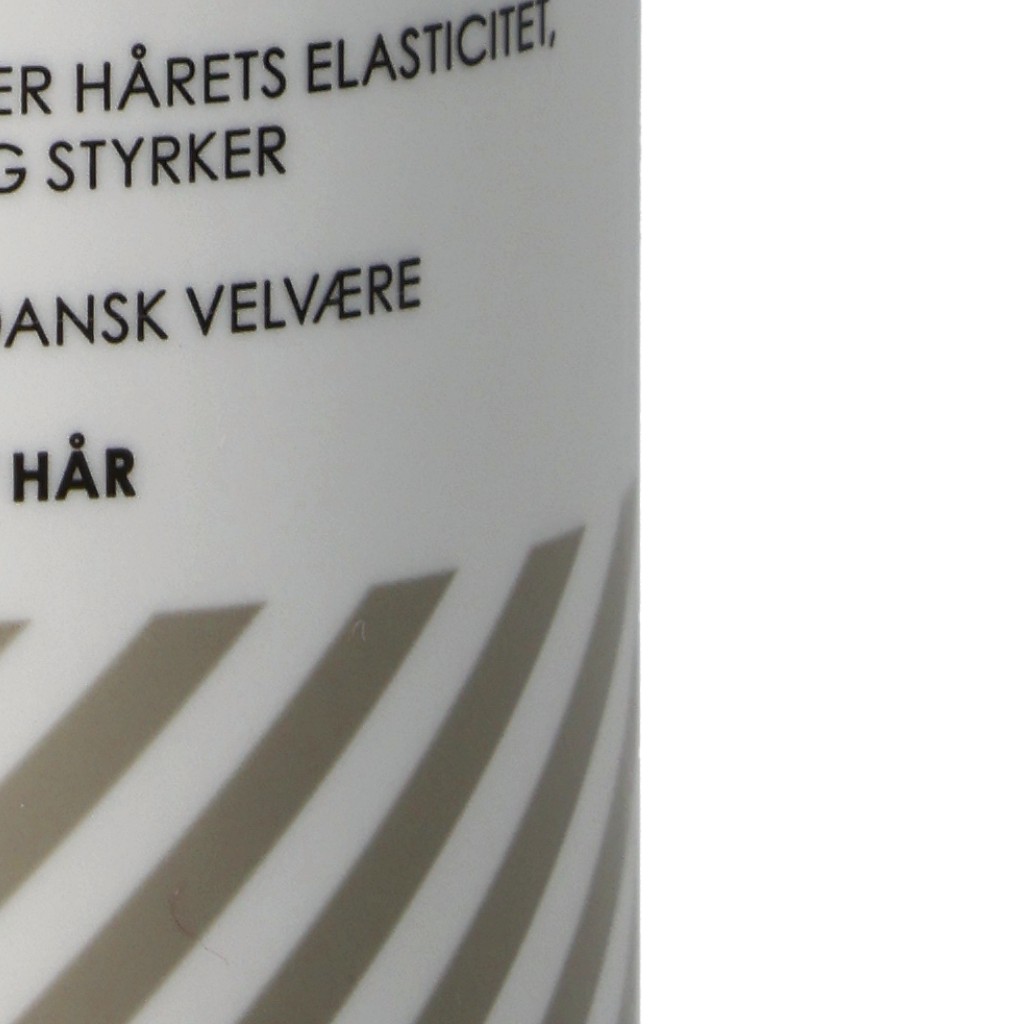 ER HÅRETS ELASTICITET,
G STYRKER
DANSK VELVÆRE
HÅR